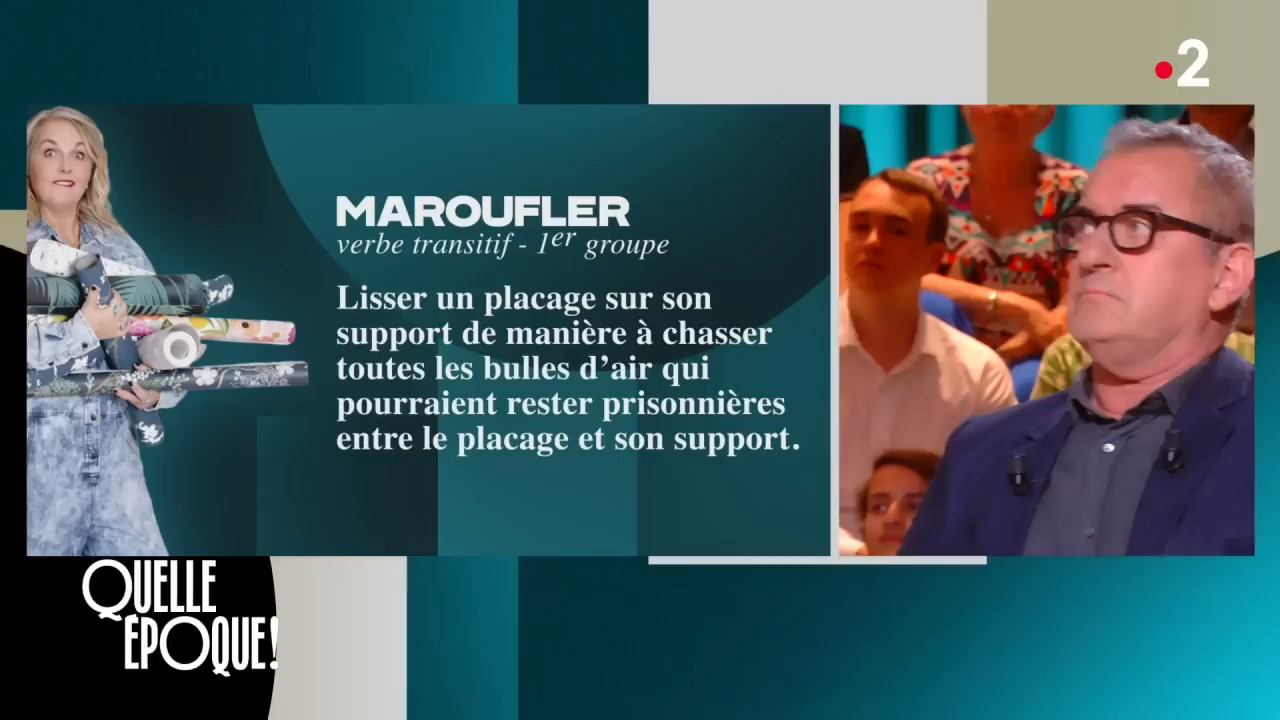 2
MAROUFLER
verbe transitif - 1er groupe
Lisser un placage sur son
support de manière à chasser
toutes les bulles d’air qui
pourraient rester prisonnières
entre le placage et son support.
QUELLE
ÉPOQUE!